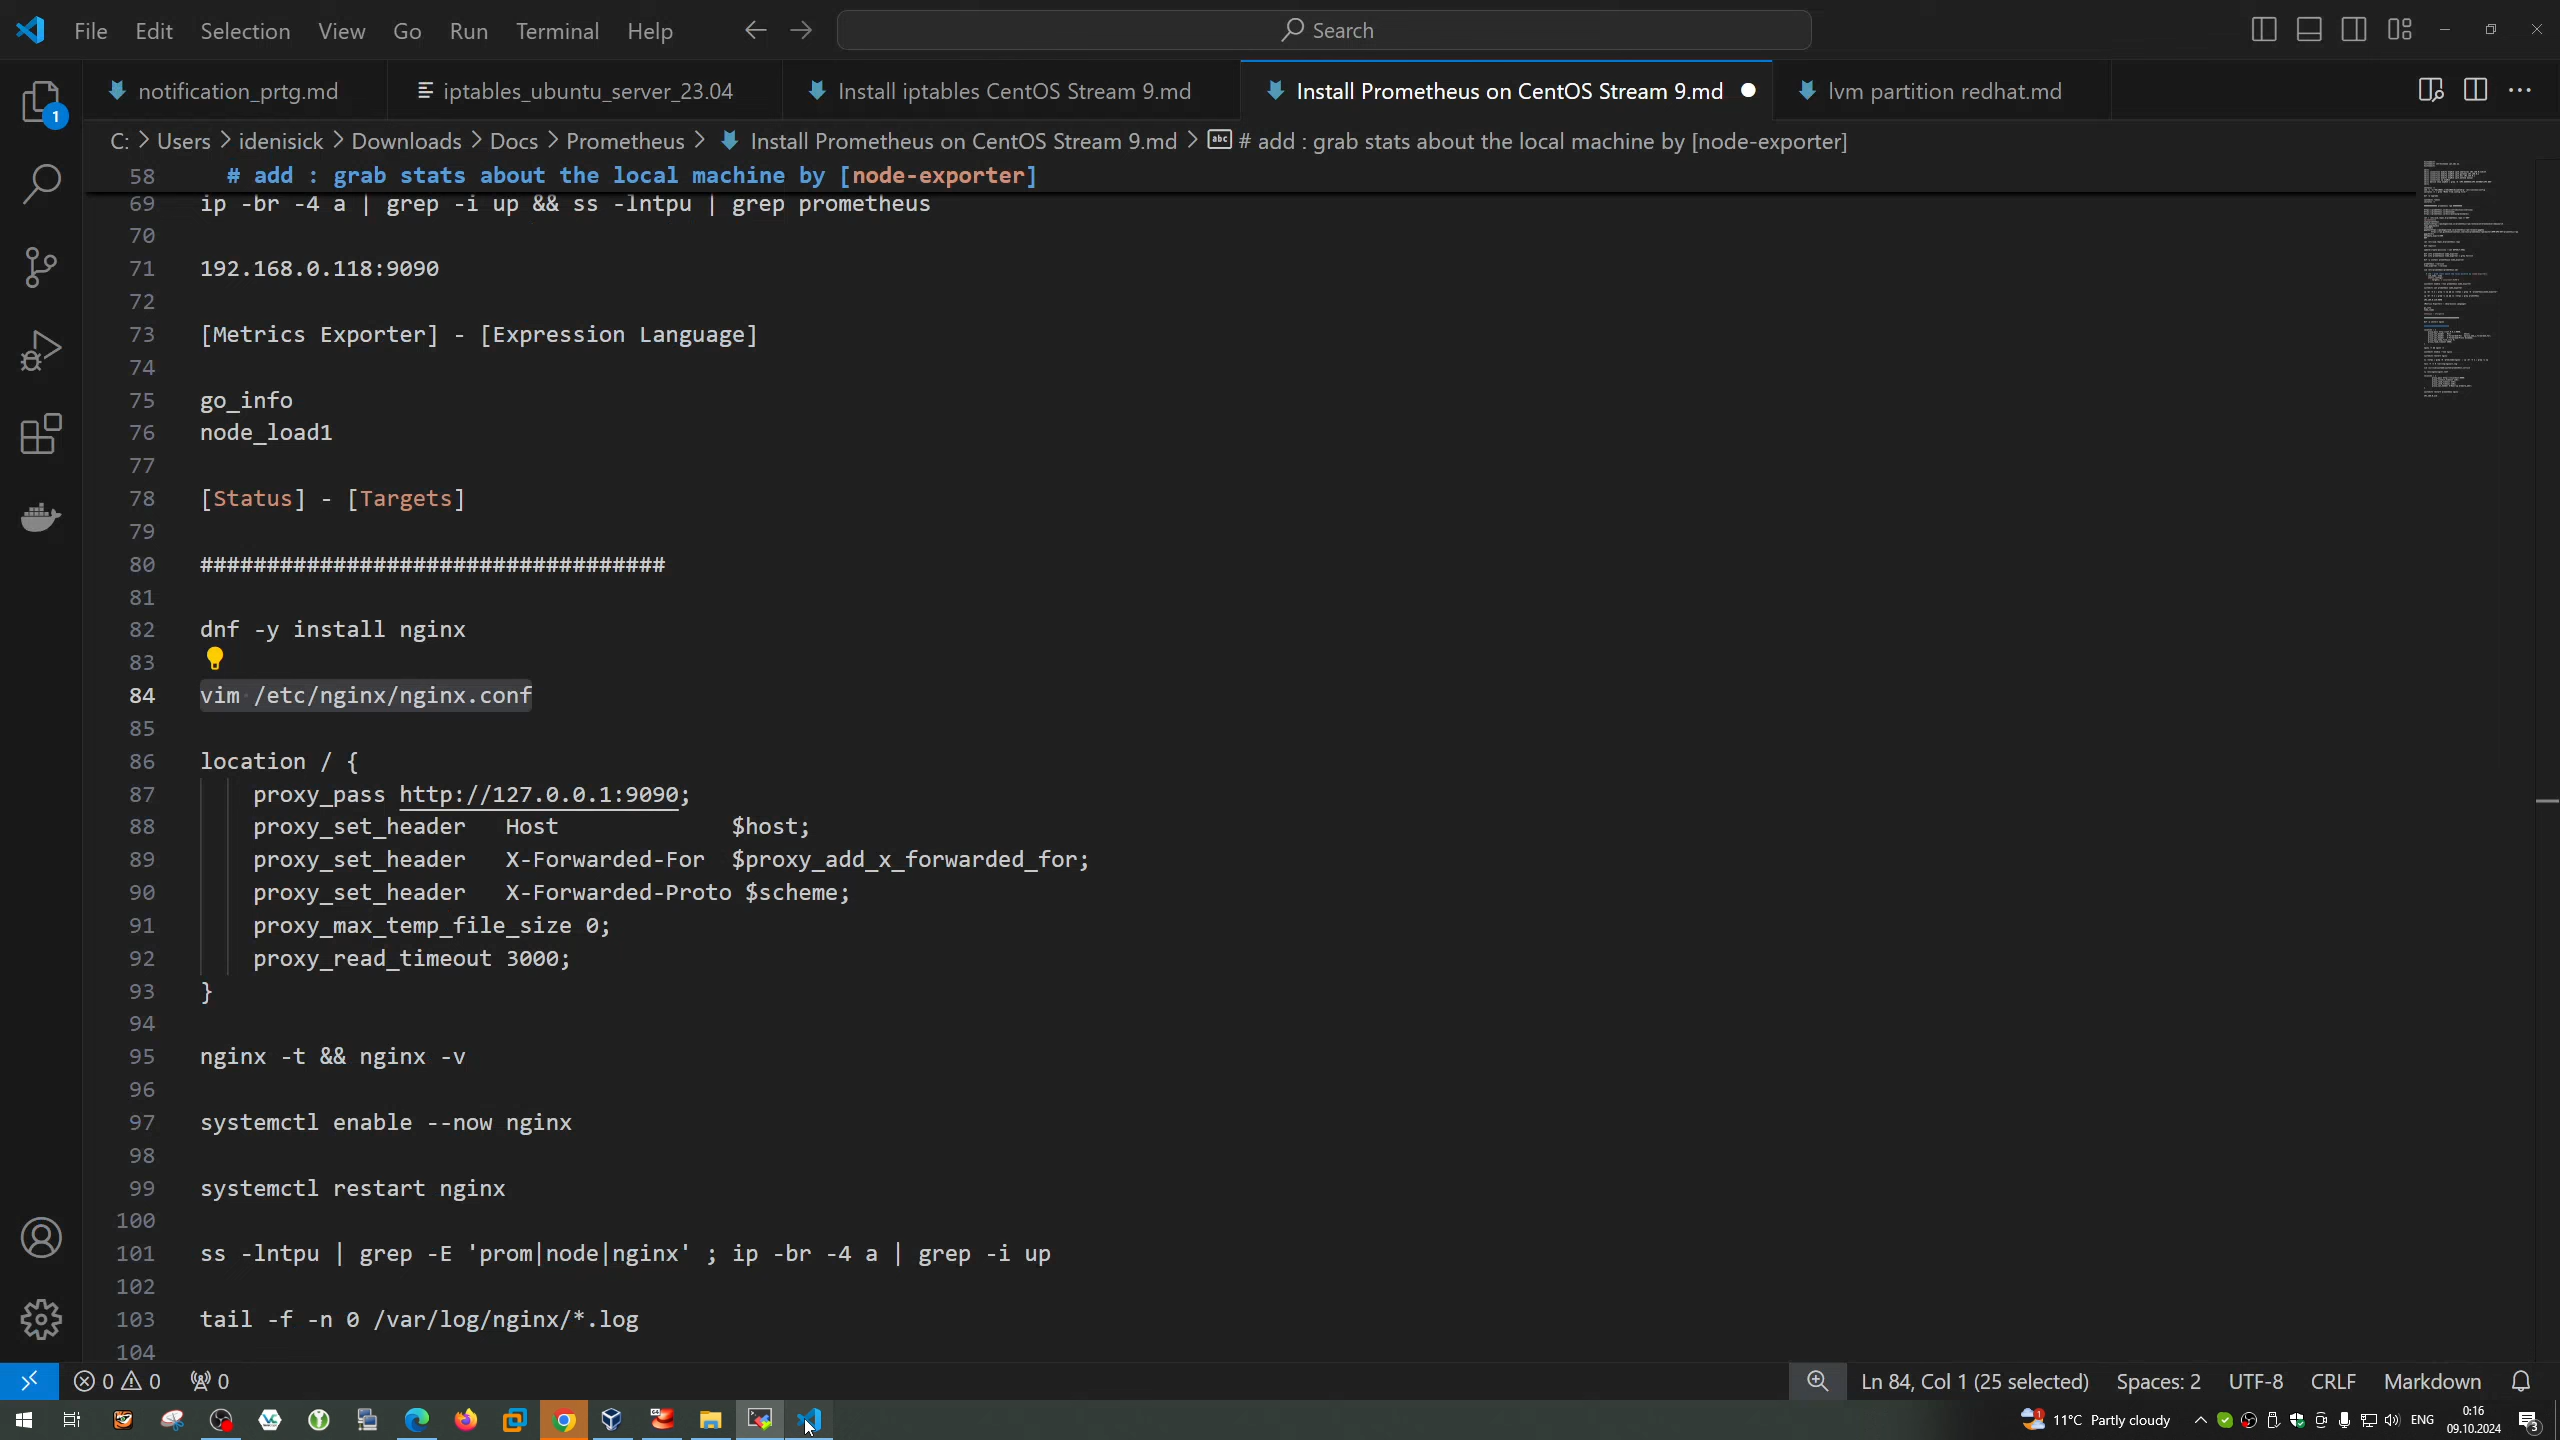 File Edit Selection View Go Run Terminal Help
Search
notification_prtg.md
iptables_ubuntu_server_23.04
Install iptables CentOS Stream 9.md
Install Prometheus on CentOS Stream 9.md
lvm partition redhat.md
1
C: > Users > idenisick > Downloads > Docs > Prometheus > Install Prometheus on CentOS Stream 9.md > abc # add : grab stats about the local machine by [node-exporter]
58 # add : grab stats about the local machine by [node-exporter]
69 ip -br -4 a | grep -i up && ss -lntpu | grep prometheus
70
71 192.168.0.118:9090
72
73 [Metrics Exporter] - [Expression Language]
74
75 go_info
76 node_load1
77
78 [Status] - [Targets]
79
80 ###################################
81
82 dnf -y install nginx
83
84 vim /etc/nginx/nginx.conf
85
86 location / {
87 proxy_pass http://127.0.0.1:9090;
88 proxy_set_header Host $host;
89 proxy_set_header X-Forwarded-For $proxy_add_x_forwarded_for;
90 proxy_set_header X-Forwarded-Proto $scheme;
91 proxy_max_temp_file_size 0;
92 proxy_read_timeout 3000;
93 }
94
95 nginx -t && nginx -v
96
97 systemctl enable --now nginx
98
99 systemctl restart nginx
100
101 ss -lntpu | grep -E 'prom|node|nginx' ; ip -br -4 a | grep -i up
102
103 tail -f -n 0 /var/log/nginx/*.log
104
0 0 0
Ln 84, Col 1 (25 selected) Spaces: 2 UTF-8 CRLF Markdown
11°C Partly cloudy ENG
0:16
09.10.2024
3